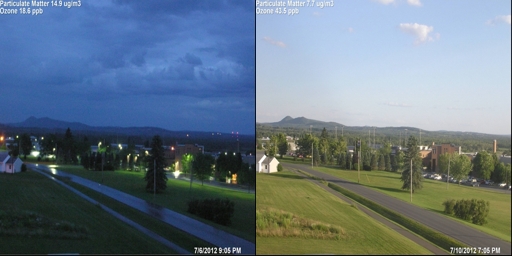 Particulate Matter 14.9 ug/m3
Ozone 18.6 ppb
7/6/2012 9:05 PM
Particulate Matter 7.7 ug/m3
Ozone 43.5 ppb
7/10/2012 7:05 PM